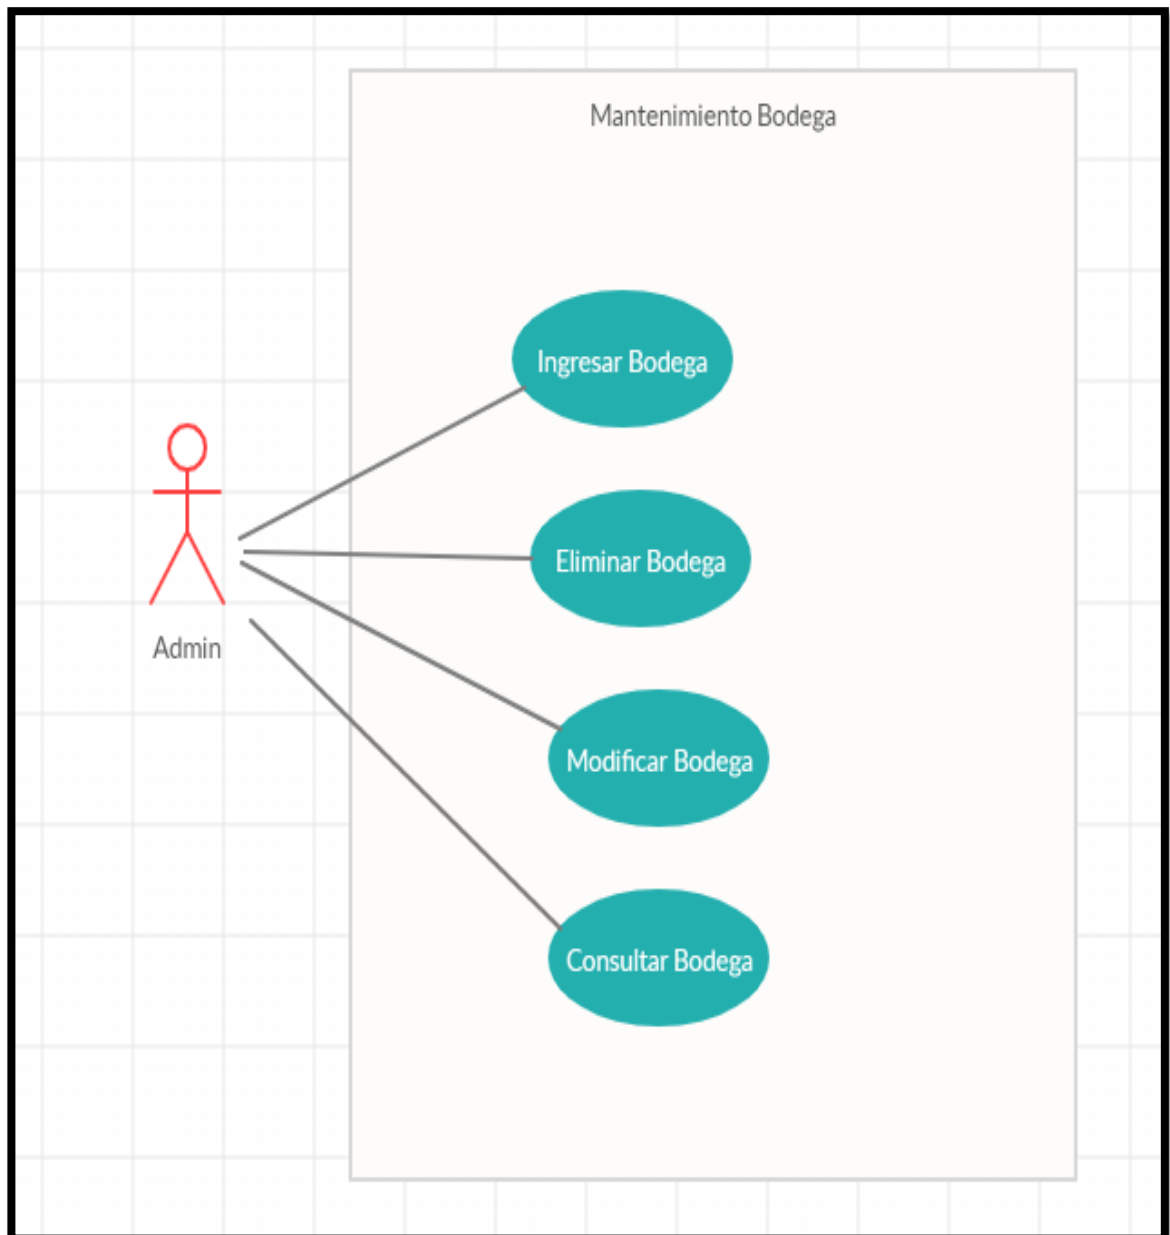 Mantenimiento Bodega
Ingresar Bodega
Eliminar Bodega
Admin
Modificar Bodega
Consultar Bodega